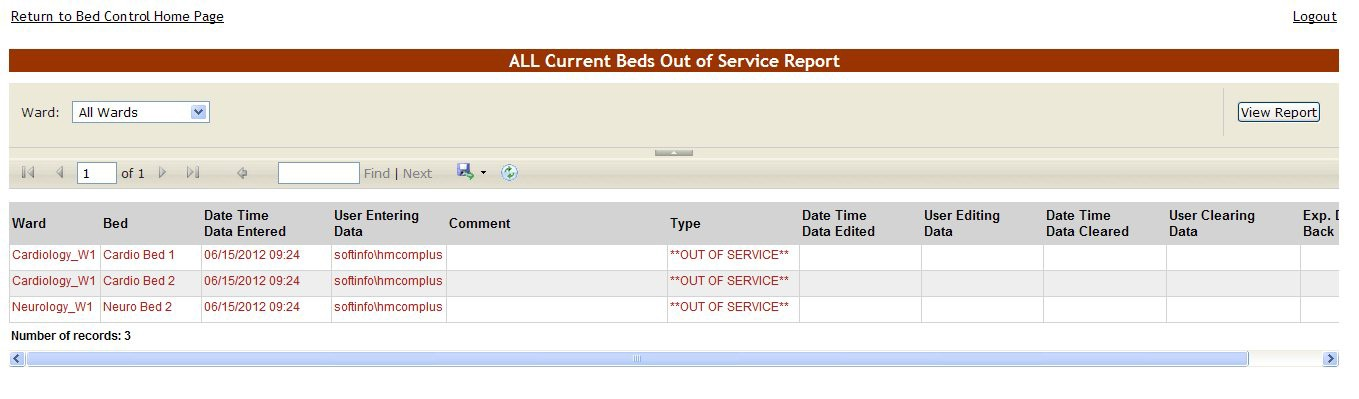 Return to Bed Control Home Page Logout
ALL Current Beds Out of Service Report
Ward: All Wards View Report
1 of 1 Find | Next
Ward Bed Date Time Data Entered User Entering Data Comment Type Date Time Data Edited User Editing Data Date Time Data Cleared User Clearing Data Exp. D Back
Cardiology_W1 Cardio Bed 1 06/15/2012 09:24 softinfo\hmcomplus **OUT OF SERVICE**
Cardiology_W1 Cardio Bed 2 06/15/2012 09:24 softinfo\hmcomplus **OUT OF SERVICE**
Neurology_W1 Neuro Bed 2 06/15/2012 09:24 softinfo\hmcomplus **OUT OF SERVICE**
Number of records: 3